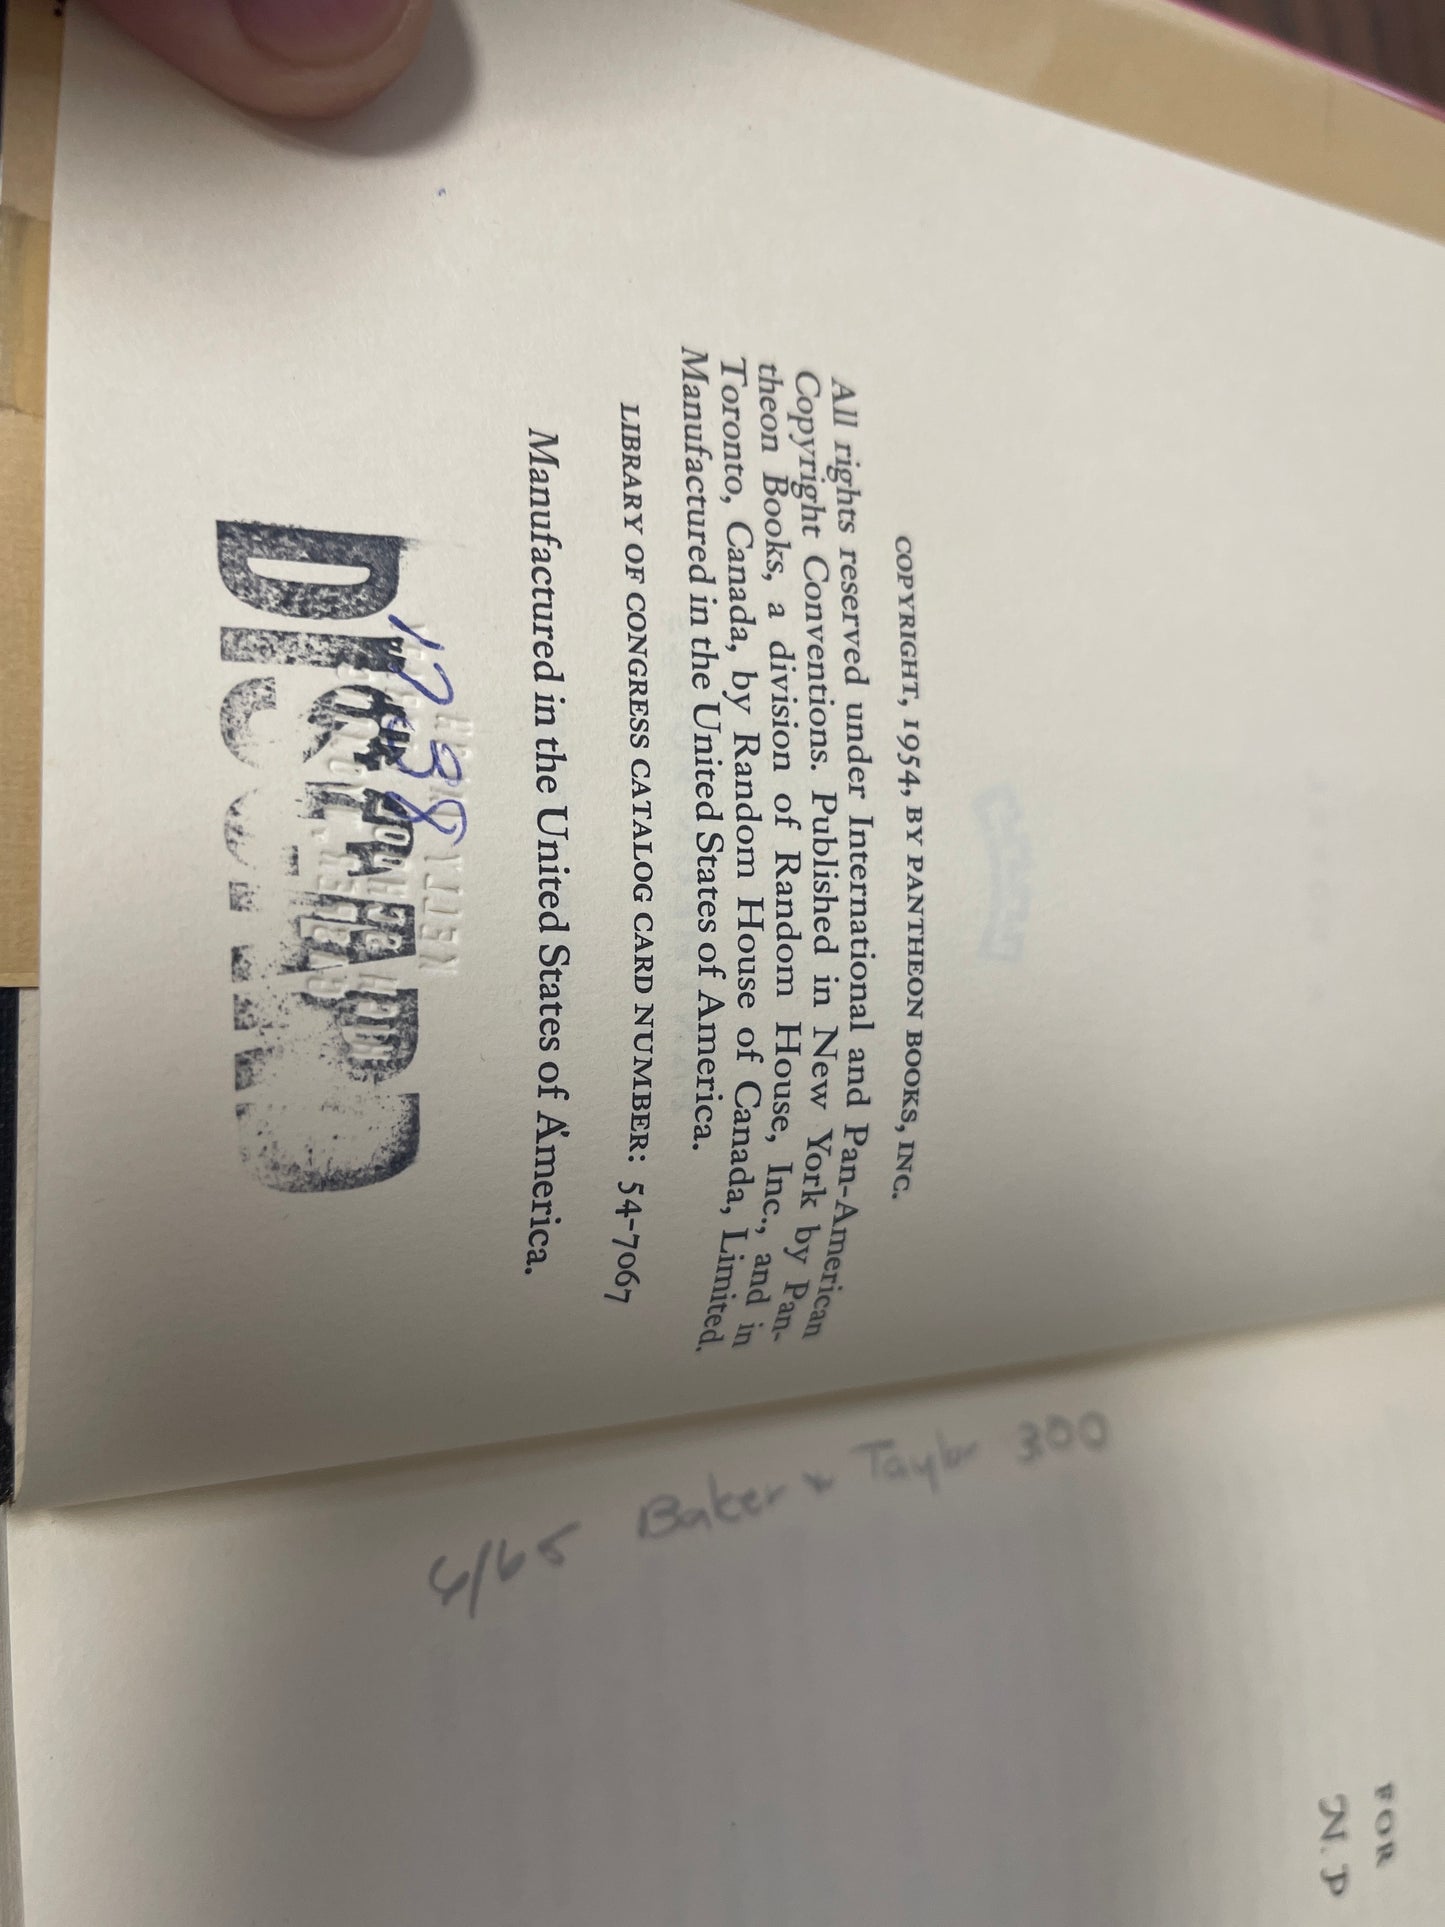 COPYRIGHT, 1954, BY PANTHEON BOOKS, INC.
All rights reserved under International and Pan-American
Copyright Conventions. Published in New York by Pan-
theon Books, a division of Random House, Inc., and in
Toronto, Canada, by Random House of Canada, Limited.
Manufactured in the United States of America.
LIBRARY OF CONGRESS CATALOG CARD NUMBER: 54-7067
Manufactured in the United States of America.
1738
DISCARD
FOR
N. P
Baker & Taylor 300